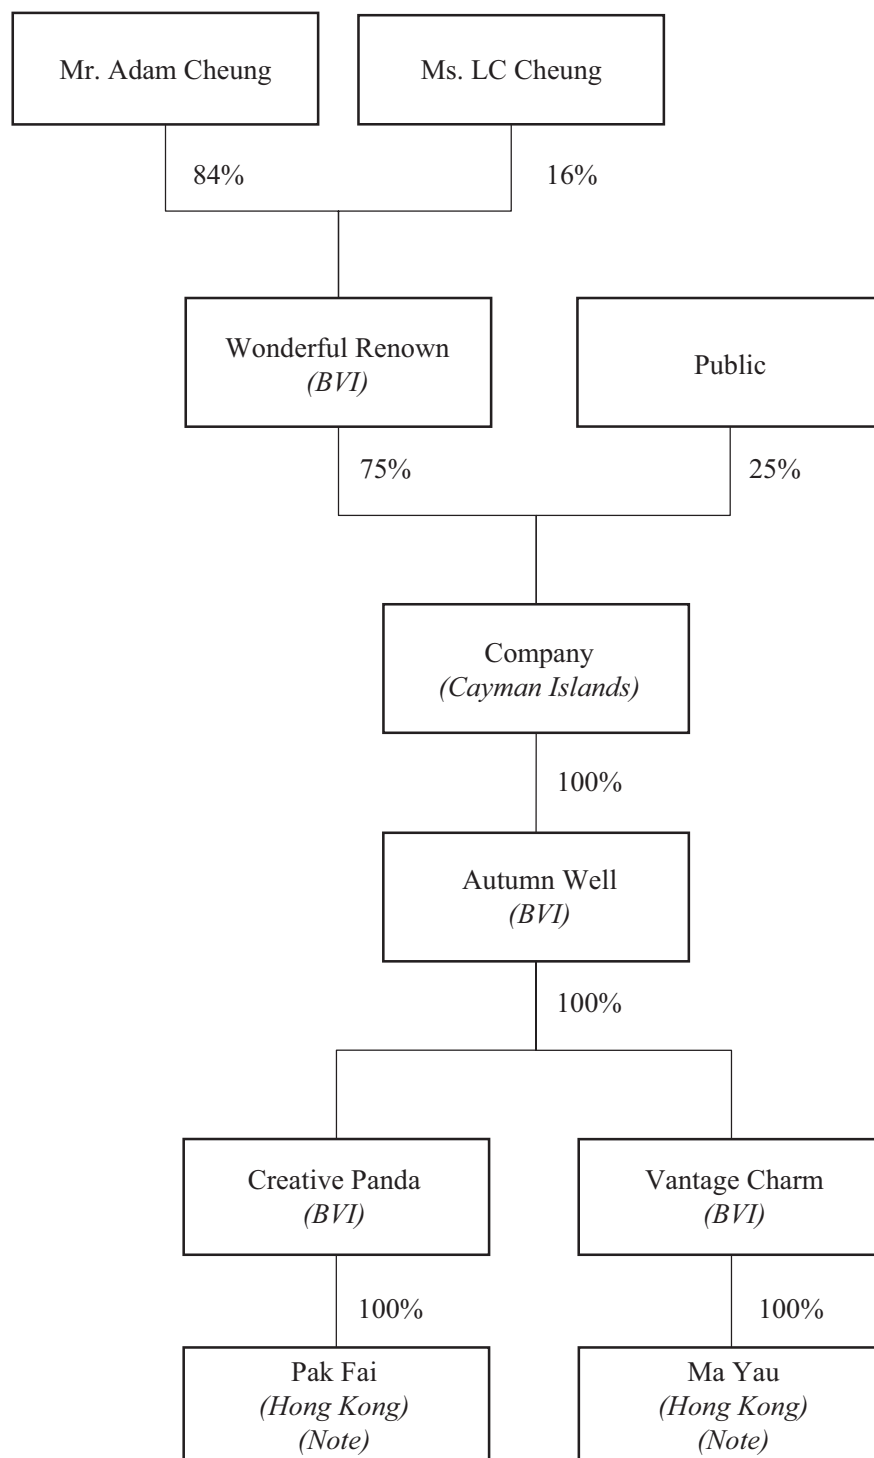 Mr. Adam Cheung
Ms. LC Cheung
84%
16%
Wonderful Renown
(BVI)
Public
75%
25%
Company
(Cayman Islands)
100%
Autumn Well
(BVI)
100%
Creative Panda
(BVI)
Vantage Charm
(BVI)
100%
100%
Pak Fai
(Hong Kong)
(Note)
Ma Yau
(Hong Kong)
(Note)